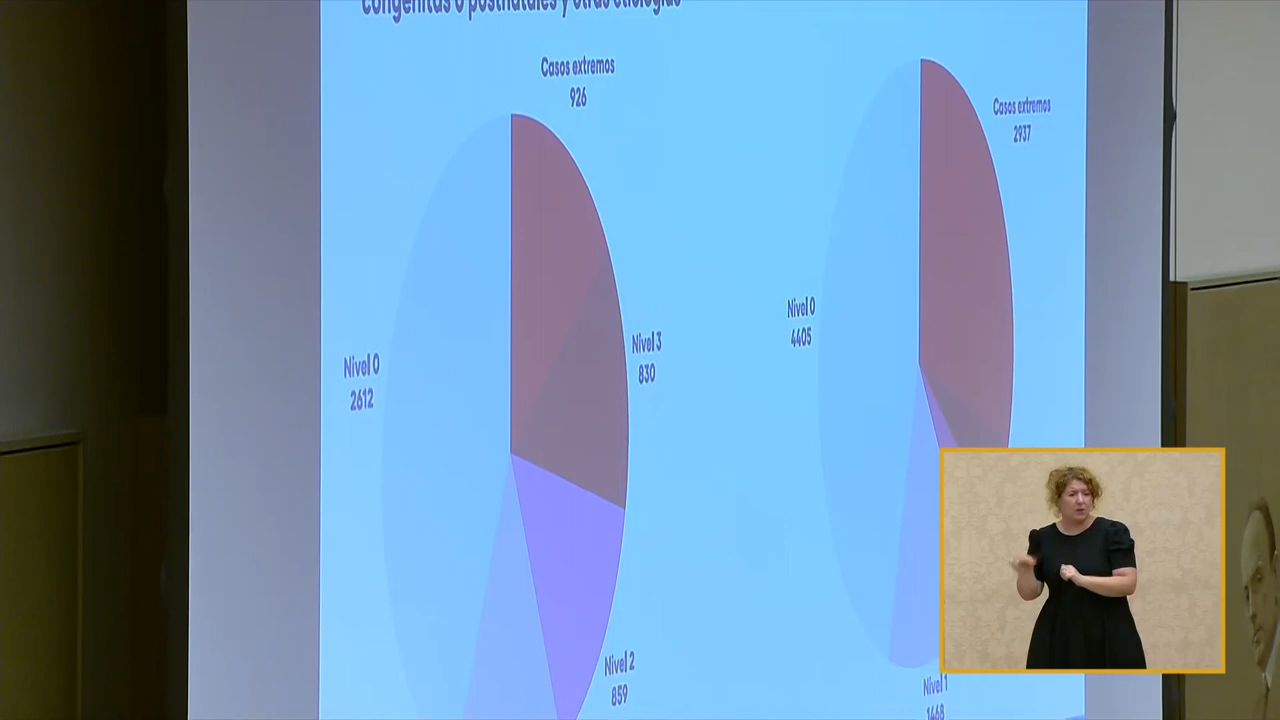 congénitas o postnatales y otras etiologías
Casos extremos
926
Nivel 3
830
Nivel 0
2612
Nivel 2
859
Casos extremos
2937
Nivel 0
4405
Nivel 1
1468